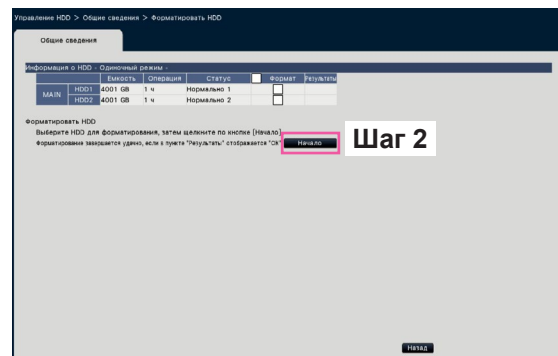 Управление HDD > Общие сведения > Форматировать HDD
Общие сведения
Информация о HDD - Одиночный режим -
Емкость Операция Статус Формат Результаты
MAIN HDD1 4001 GB 1 ч Нормально 1
HDD2 4001 GB 1 ч Нормально 2
Форматировать HDD
Выберите HDD для форматирования, затем щелкните по кнопке [Начало].
Форматирование завершается удачно, если в пункте "Результаты" отображается "OK" Начало
Шаг 2
Назад